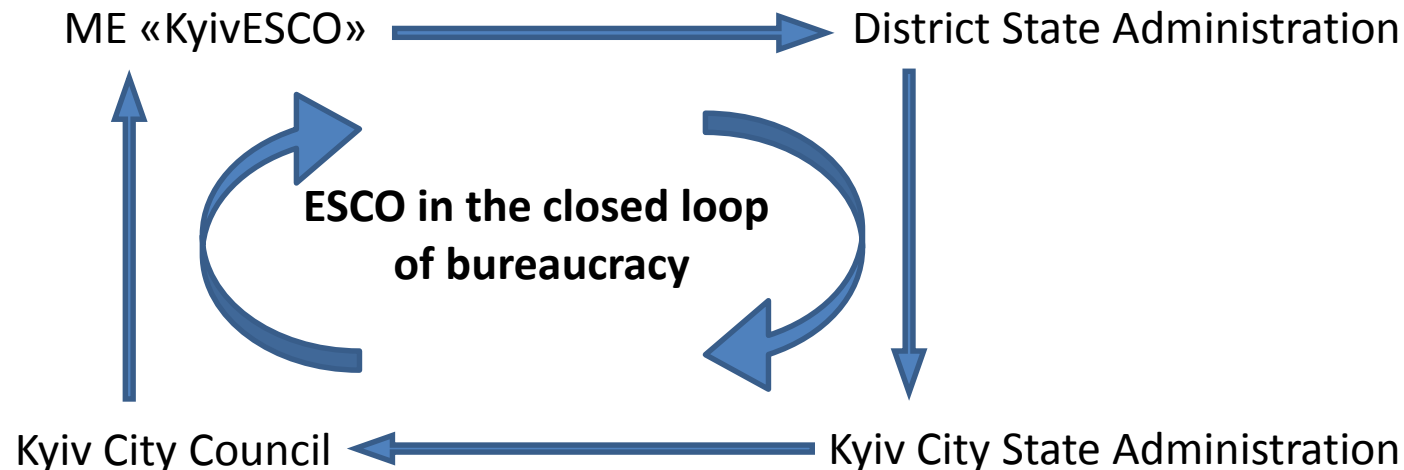 ME «KyivESCO»
District State Administration
ESCO in the closed loop
of bureaucracy
Kyiv City Council
Kyiv City State Administration